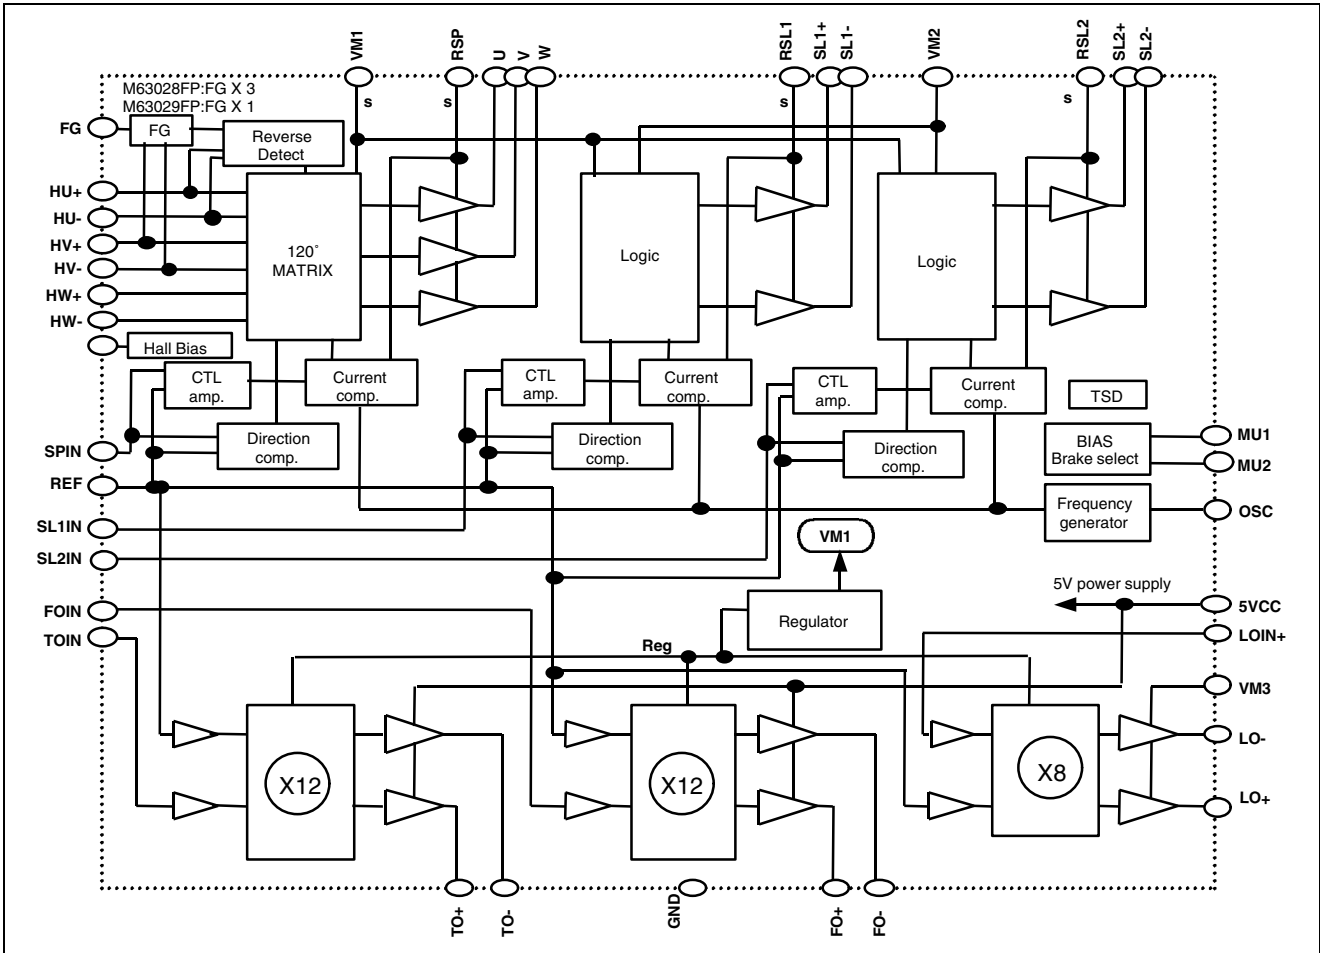 VM1
RSP
U
V
W
RSL1
SL1+
SL1-
VM2
RSL2
SL2+
SL2-
M63028FP:FG X 3
M63029FP:FG X 1
s
s
s
s
FG
FG
Reverse
Detect
HU+
HU-
HV+
HV-
HW+
HW-
120°
MATRIX
Logic
Logic
Hall Bias
CTL
amp.
Current
comp.
CTL
amp.
Current
comp.
CTL
amp.
Current
comp.
TSD
Direction
comp.
Direction
comp.
Direction
comp.
BIAS
Brake select
MU1
MU2
SPIN
REF
SL1IN
SL2IN
Frequency
generator
OSC
VM1
5V power supply
FOIN
TOIN
Regulator
5VCC
LOIN+
Reg
VM3
X12
X12
X8
LO-
LO+
TO+
TO-
GND
FO+
FO-